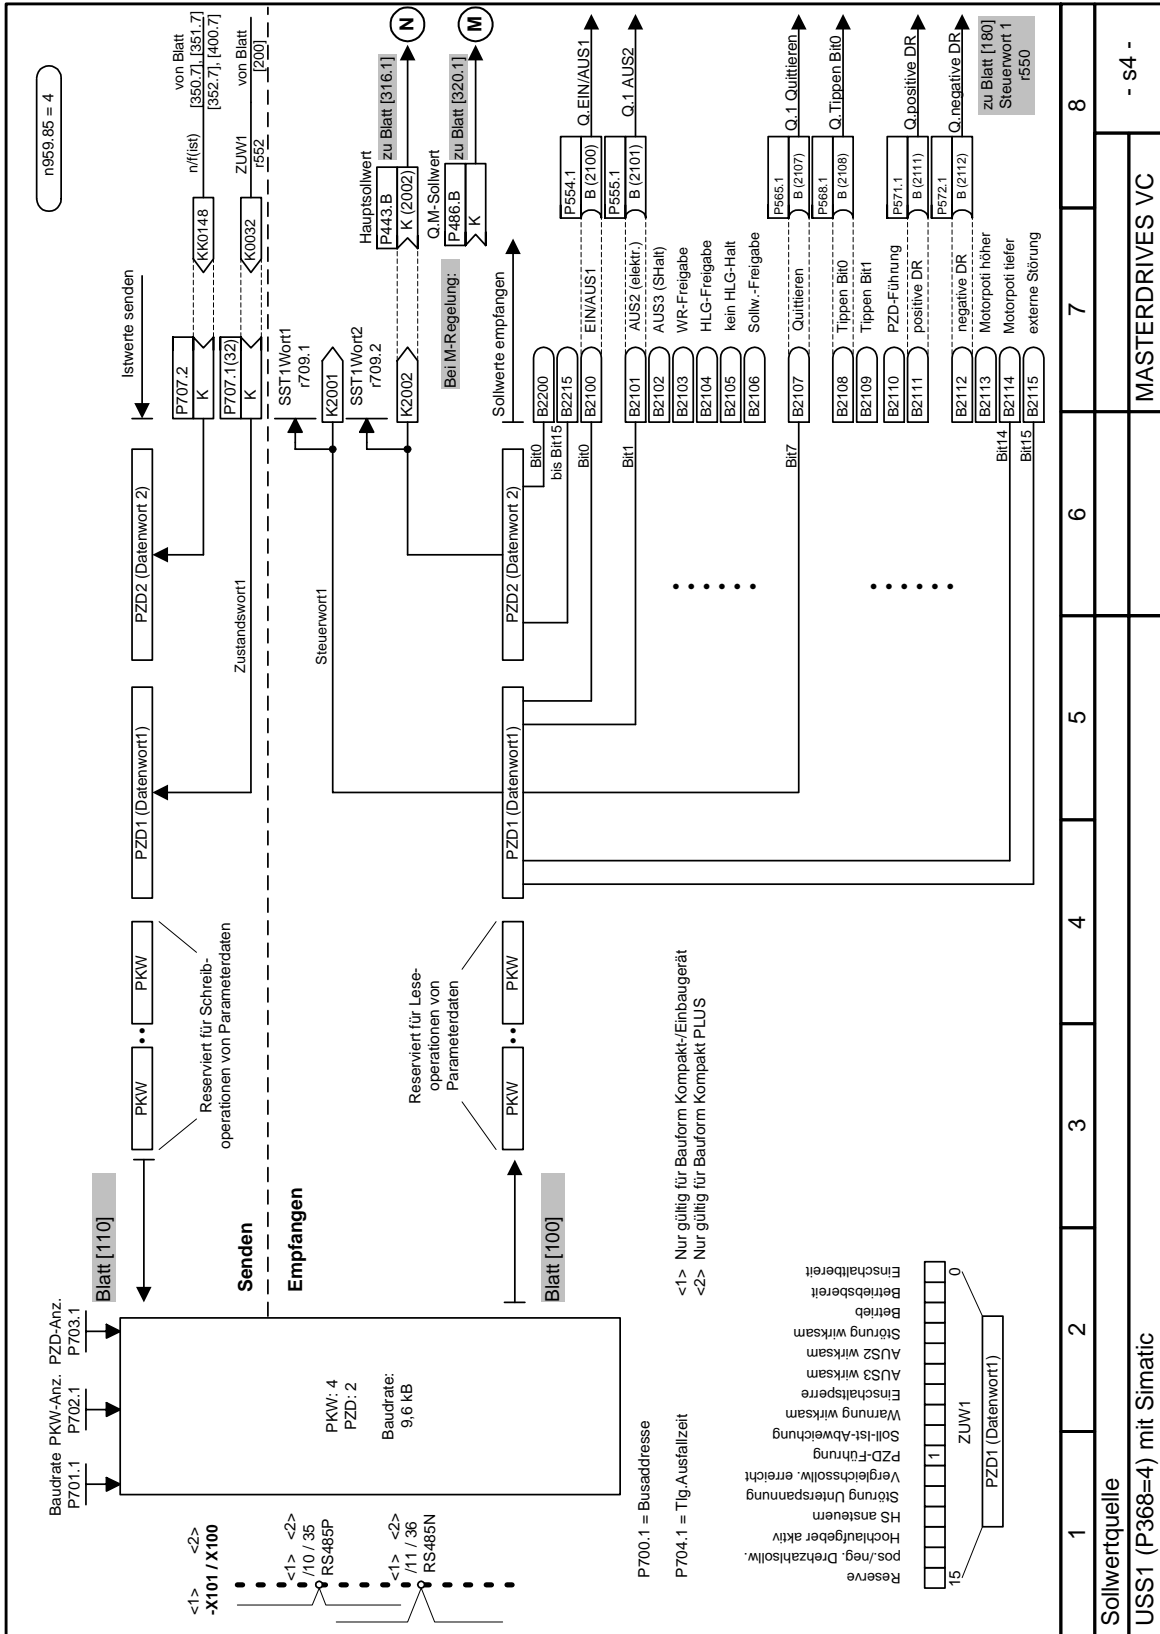 n959.85 = 4
Baudrate
P701.1
PKW-Anz.
P702.1
PZD-Anz.
P703.1
Blatt [110]
PKW
PKW
Reserviert für Schreib-
operationen von Parameterdaten
PZD1 (Datenwort1)
PZD2 (Datenwort 2)
Istwerte senden
P707.2
K
KK0148
n/f(ist)
von Blatt
[350.7], [351.7]
[352.7], [400.7]
P707.1(32)
K
K0032
ZUW1
r552
von Blatt
[200]
Zustandswort1
Senden
Empfangen
<1> <2>
-X101 / X100
<1> <2>
/10 / 35
RS485P
<1> <2>
/11 / 36
RS485N
PKW: 4
PZD: 2
Baudrate:
9,6 kB
SST1Wort1
r709.1
K2001
Steuerwort1
SST1Wort2
r709.2
K2002
Hauptsollwert
P443.B
K (2002)
zu Blatt [316.1]
N
Bei M-Regelung:
Q.M-Sollwert
P486.B
K
zu Blatt [320.1]
M
Blatt [100]
PKW
PKW
Reserviert für Lese-
operationen von
Parameterdaten
PZD1 (Datenwort1)
PZD2 (Datenwort 2)
Sollwerte empfangen
Bit0
B2200
bis Bit15
B2215
Bit0
B2100
EIN/AUS1
P554.1
B (2100)
Q.EIN/AUS1
Bit1
B2101
AUS2 (elektr.)
P555.1
B (2101)
Q.1 AUS2
B2102
AUS3 (SHalt)
B2103
WR-Freigabe
B2104
HLG-Freigabe
B2105
kein HLG-Halt
B2106
Sollw.-Freigabe
Bit7
B2107
Quittieren
P565.1
B (2107)
Q.1 Quittieren
B2108
Tippen Bit0
P568.1
B (2108)
Q.Tippen Bit0
B2109
Tippen Bit1
B2110
PZD-Führung
B2111
positive DR
P571.1
B (2111)
Q.positive DR
B2112
negative DR
P572.1
B (2112)
Q.negative DR
B2113
Motorpoti höher
Bit14
B2114
Motorpoti tiefer
Bit15
B2115
externe Störung
zu Blatt [180]
Steuerwort 1
r550
P700.1 = Busaddresse
P704.1 = Tlg.Ausfallzeit
<1> Nur gültig für Bauform Kompakt-/Einbaugerät
<2> Nur gültig für Bauform Kompakt PLUS
Reserve
pos./neg. Drehzahlsollw.
Hochlaufgeber aktiv
HS ansteuern
Störung Unterspannung
Vergleichssollw. erreicht
PZD-Führung
Soll-Ist-Abweichung
Warnung wirksam
Einschaltsperre
AUS3 wirksam
AUS2 wirksam
Störung wirksam
Betrieb
Betriebsbereit
Einschaltbereit
1
15
0
ZUW1
PZD1 (Datenwort1)
1 2 3 4 5 6 7 8
Sollwertquelle
USS1 (P368=4) mit Simatic
MASTERDRIVES VC
- s4 -